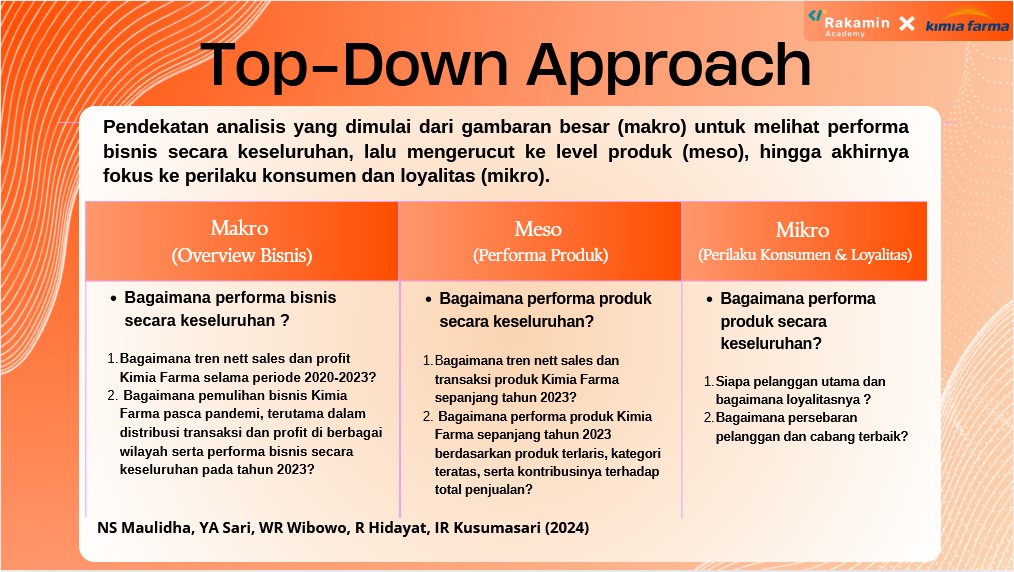 Rakamin
Academy
kimia farma
Top-Down Approach
Pendekatan analisis yang dimulai dari gambaran besar (makro) untuk melihat performa
bisnis secara keseluruhan, lalu mengerucut ke level produk (meso), hingga akhirnya
fokus ke perilaku konsumen dan loyalitas (mikro).
Makro
(Overview Bisnis)
• Bagaimana performa bisnis
secara keseluruhan ?
1. Bagaimana tren nett sales dan profit
Kimia Farma selama periode 2020-2023?
2. Bagaimana pemulihan bisnis Kimia
Farma pasca pandemi, terutama dalam
distribusi transaksi dan profit di berbagai
wilayah serta performa bisnis secara
keseluruhan pada tahun 2023?
Meso
(Performa Produk)
• Bagaimana performa produk
secara keseluruhan?
1. Bagaimana tren nett sales dan
transaksi produk Kimia Farma
sepanjang tahun 2023?
2. Bagaimana performa produk Kimia
Farma sepanjang tahun 2023
berdasarkan produk terlaris, kategori
teratas, serta kontribusinya terhadap
total penjualan?
Mikro
(Perilaku Konsumen & Loyalitas)
• Bagaimana performa
produk secara
keseluruhan?
1. Siapa pelanggan utama dan
bagaimana loyalitasnya ?
2. Bagaimana persebaran
pelanggan dan cabang terbaik?
NS Maulidha, YA Sari, WR Wibowo, R Hidayat, IR Kusumasari (2024)